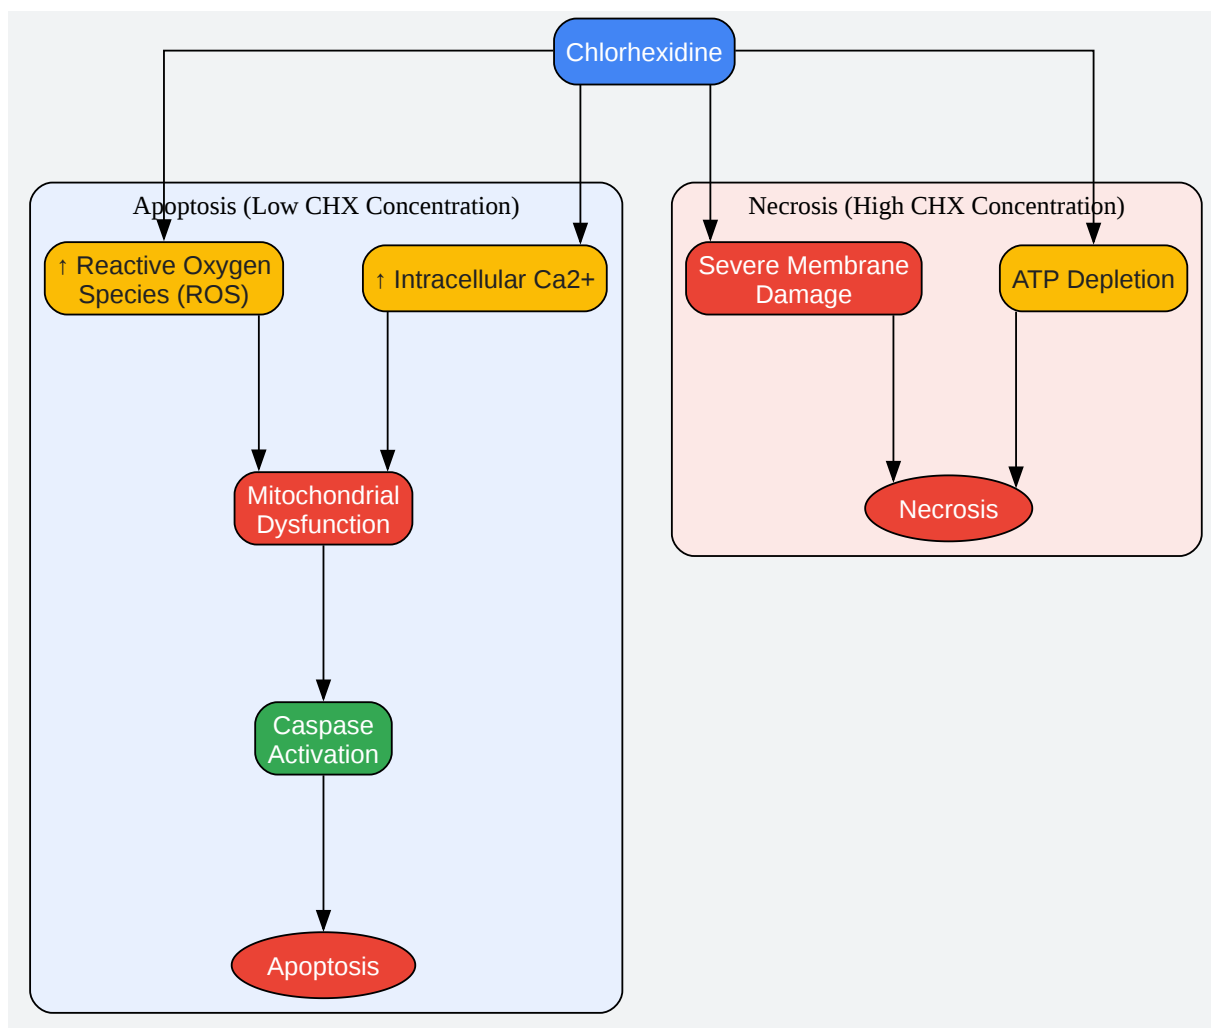 Chlorhexidine
Apoptosis (Low CHX Concentration)
Necrosis (High CHX Concentration)
↑ Reactive Oxygen
Species (ROS)
↑ Intracellular Ca2+
Severe Membrane
Damage
ATP Depletion
Mitochondrial
Dysfunction
Necrosis
Caspase
Activation
Apoptosis